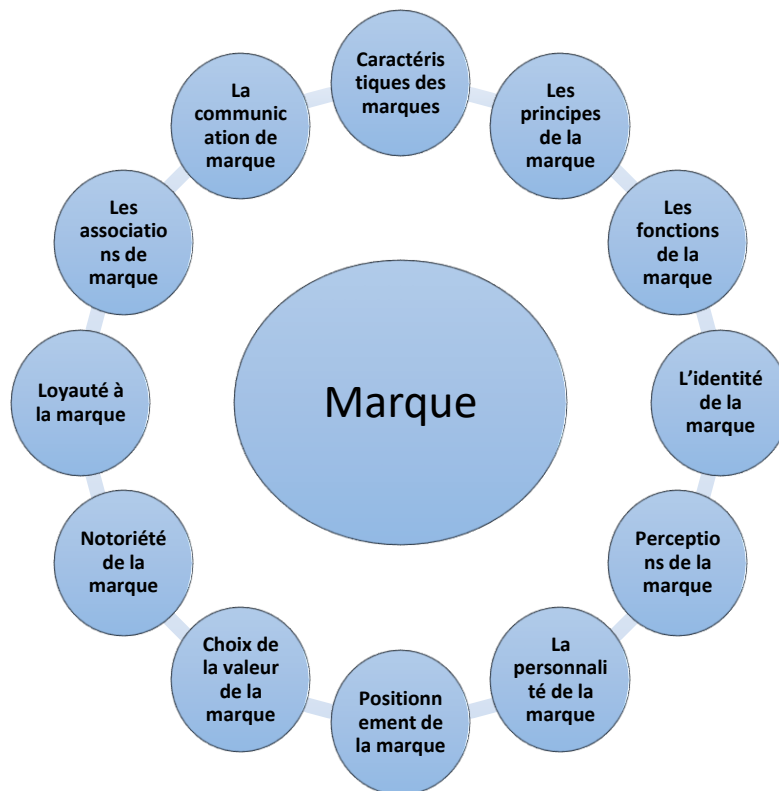 Caractéris
tiques des
marques
Les
principes
de la
marque
Les
fonctions
de la
marque
L'identité
de la
marque
Perceptio
ns de la
marque
La
personnali
té de la
marque
Positionn
ement de
la marque
Choix de
la valeur
de la
marque
Notoriété
de la
marque
Loyauté à
la marque
Les
associatio
ns de
marque
La
communic
ation de
marque
Marque